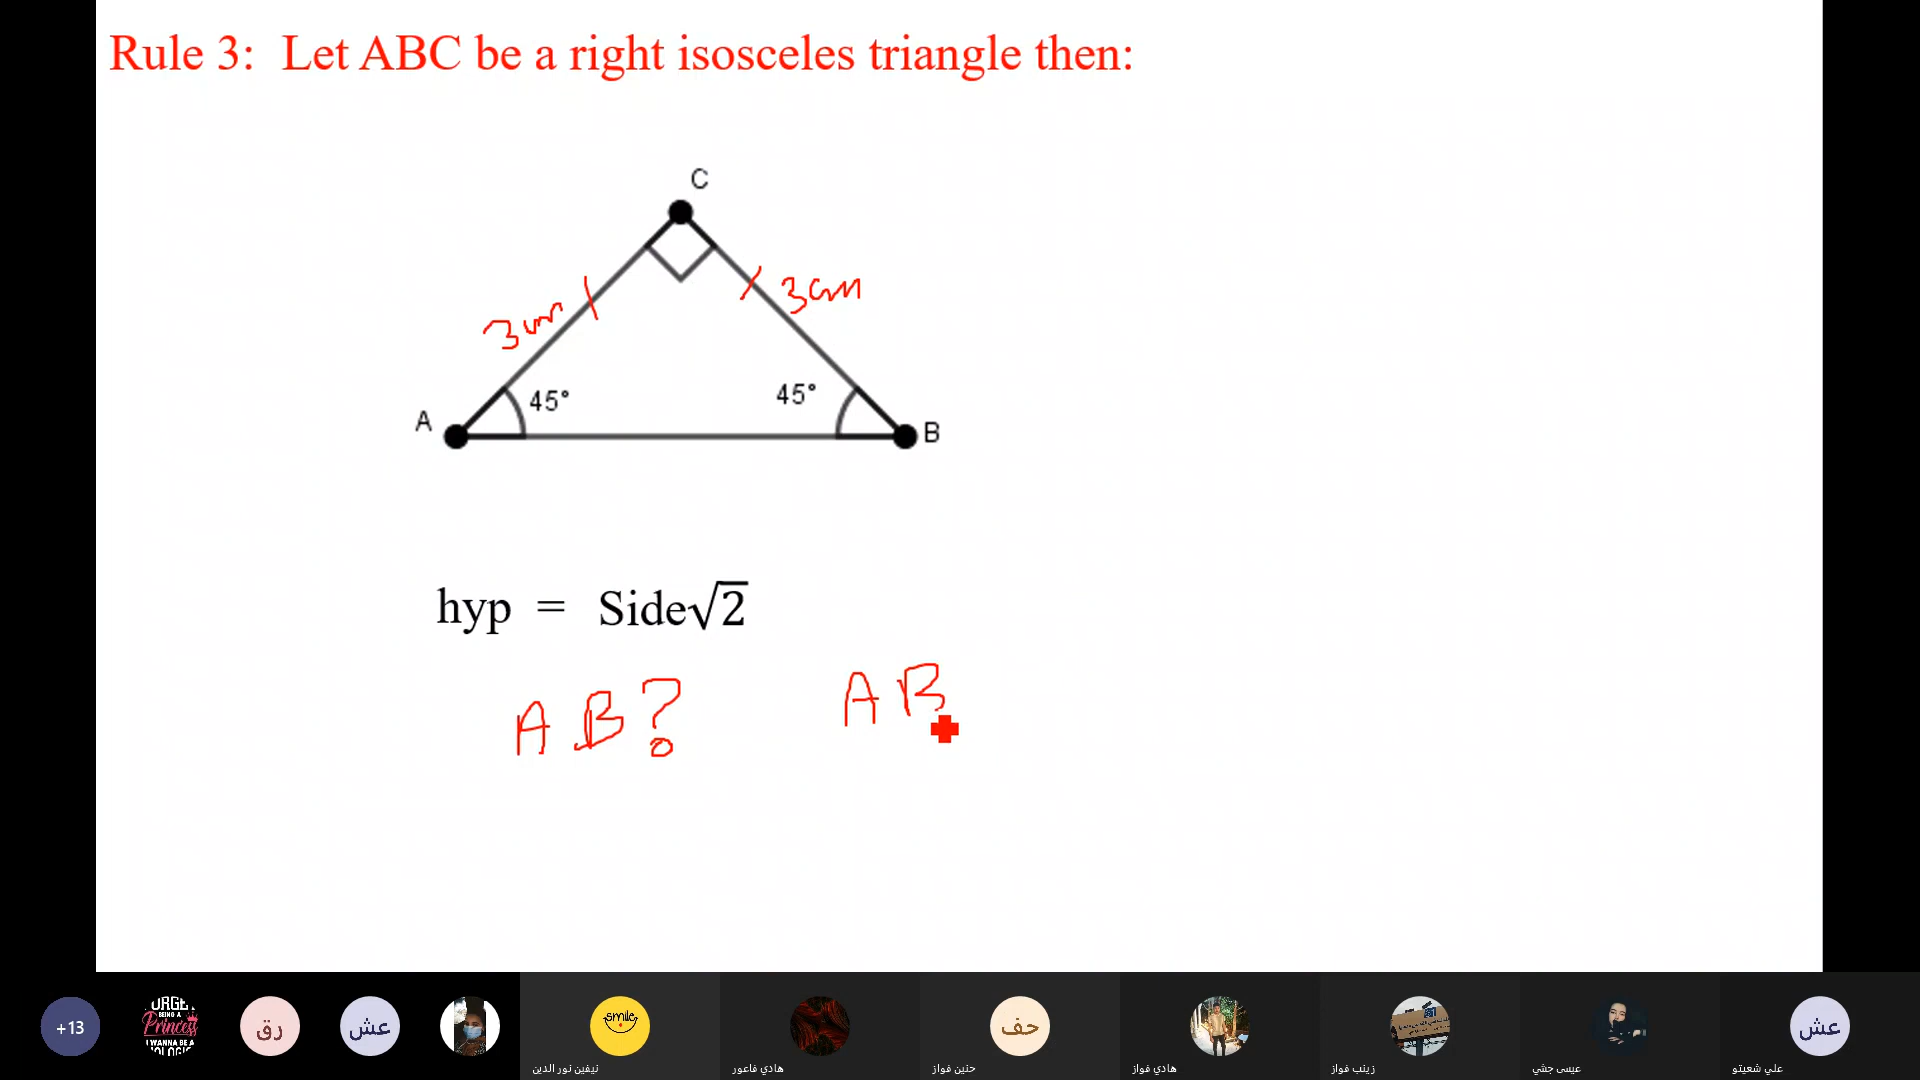 Rule 3: Let ABC be a right isosceles triangle then:
C
3cm
3cm
45°
45°
A
B
hyp = Side√2
AB?
AB
+13
Princess
رق
عش
smile
حف
عش
نيفين نور الدين
هادي فاعور
حنين فواز
هادي فواز
زينب فواز
عيسى جشي
علي شعيتو